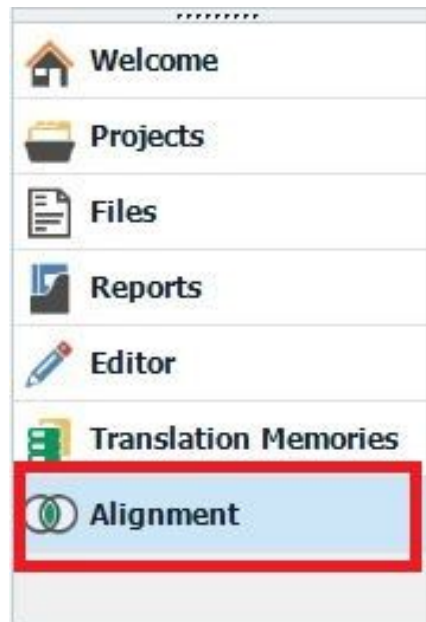 Welcome
Projects
Files
Reports
Editor
Translation Memories
Alignment